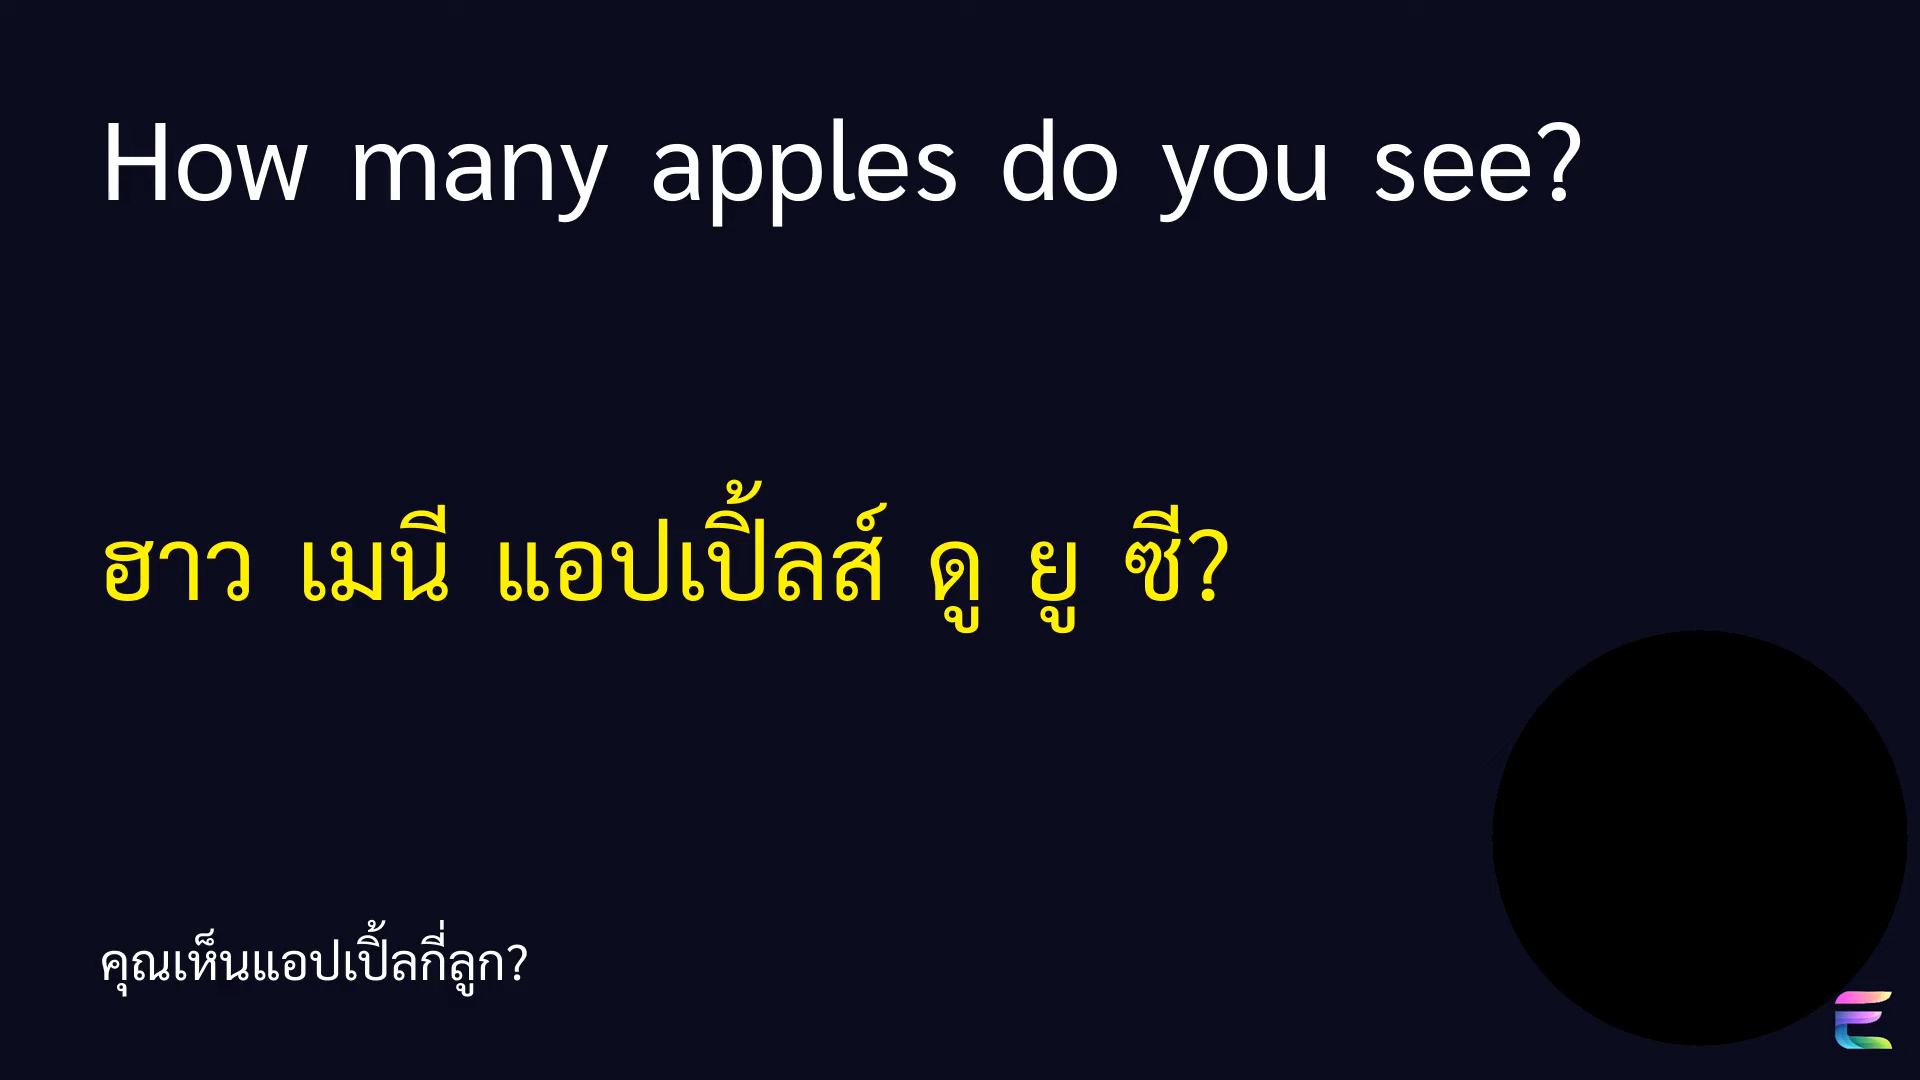 How many apples do you see?
ฮาว เมนี แอปเปิ้ลส์ ดู ยู ซี?
คุณเห็นแอปเปิ้ลกี่ลูก?